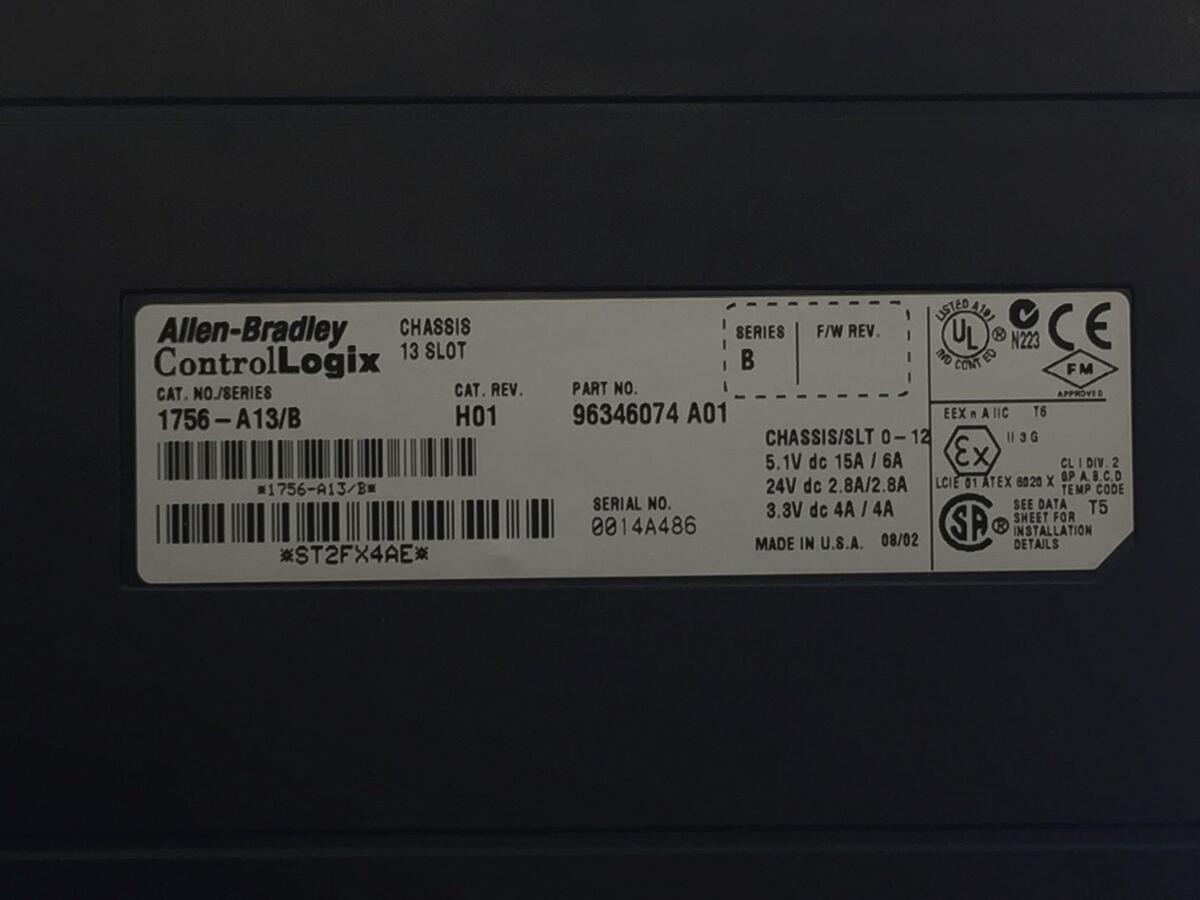 Allen-Bradley
ControlLogix
CHASSIS
13 SLOT
CAT. NO./SERIES
1756-A13/B
CAT. REV.
H01
PART NO.
96346074 A01
*1756-A13/B*
*ST2FX4AE*
SERIAL NO.
0014A486
SERIES
B
F/W REV.
CHASSIS/SLT 0-12
5.1V dc 15A / 6A
24V dc 2.8A/2.8A
3.3V dc 4A / 4A
MADE IN U.S.A. 08/02
LISTED A191
UL ®
IND CONT EQ
N223
CE
FM
APPROVED
EEX n A IIC T6
Ex II 3 G
LCIE 01 ATEX 6020 X
CL I DIV. 2
GP A,B,C,D
TEMP CODE
T5
SA ®
SEE DATA
SHEET FOR
INSTALLATION
DETAILS